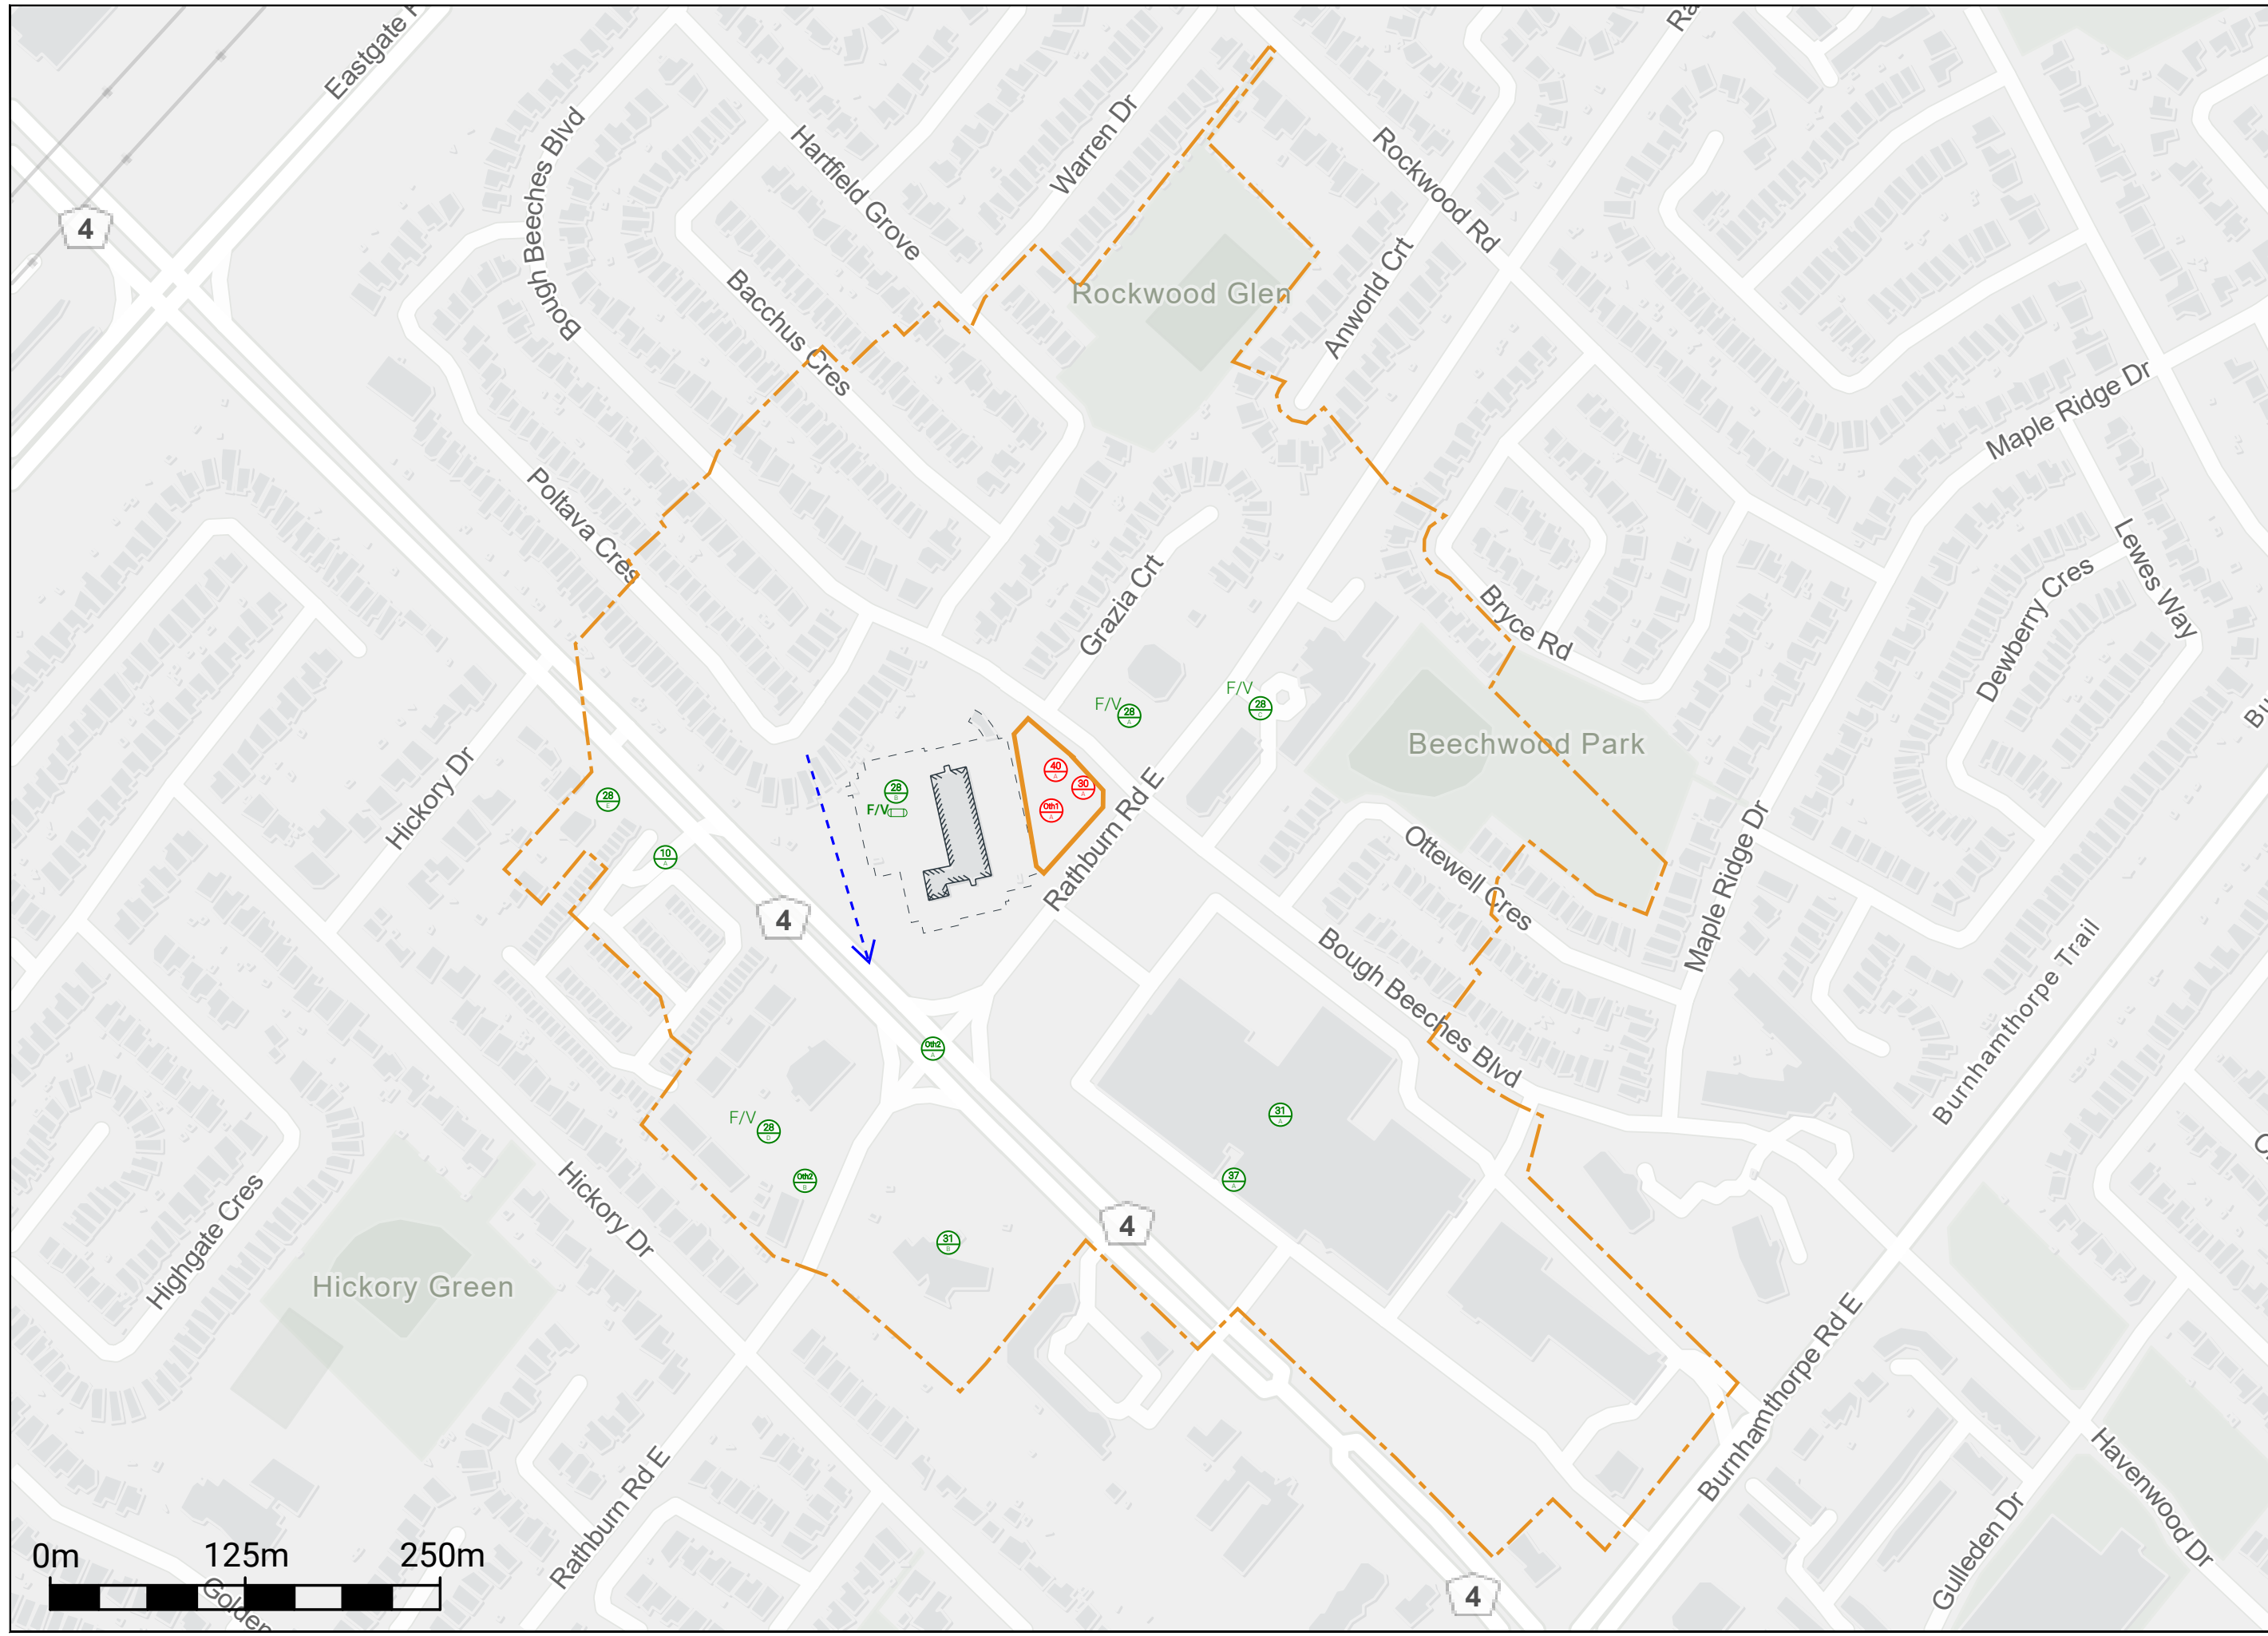 Eastgate
Ra
4
Bough Beeches Blvd
Hartfield Grove
Warren Dr
Rockwood Rd
Bacchus Cres
Rockwood Glen
Anworld Crt
Maple Ridge Dr
Poltava Cres
Lewes Way
Grazia Crt
Bryce Rd
Dewberry Cres
F/V
28
A
F/V
28
C
Bu
Hickory Dr
28
E
28
B
F/V
40
A
30
A
Oth1
A
Beechwood Park
Rathburn Rd E
10
A
Ottewell Cres
Maple Ridge Dr
4
Bough Beeches Blvd
Burnhamthorpe Trail
Oth2
A
F/V
28
D
31
A
Oth2
B
37
A
Highgate Cres
Hickory Dr
4
31
B
Hickory Green
Burnhamthorpe Rd E
Rathburn Rd E
Havenwood Dr
Gulleden Dr
0m 125m 250m
Golden
4